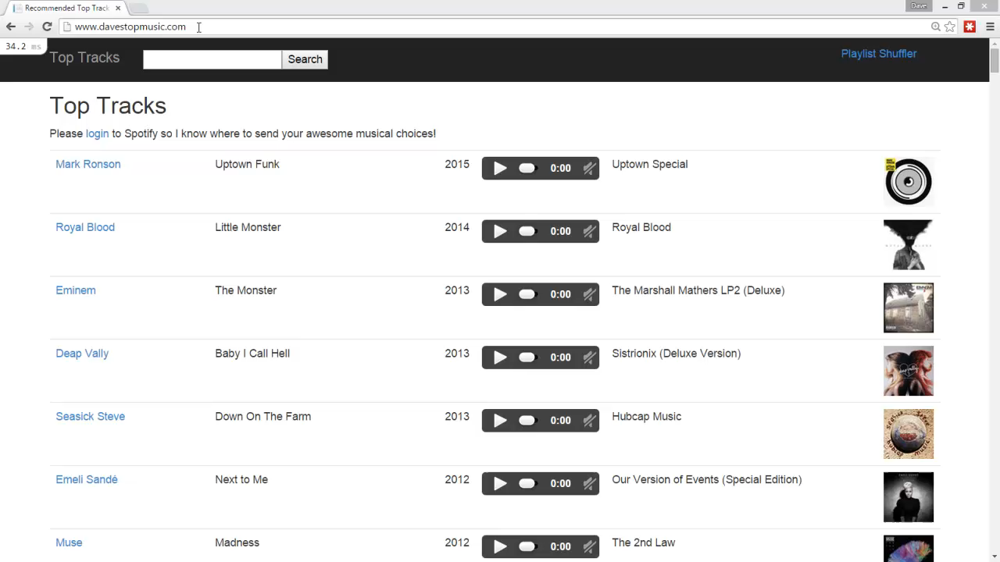 Recommended Top Track
Dave
www.davestopmusic.com
34.2 ms
Top Tracks
Search
Playlist Shuffler
Top Tracks
Please login to Spotify so I know where to send your awesome musical choices!
Mark Ronson Uptown Funk 2015 0:00 Uptown Special
Royal Blood Little Monster 2014 0:00 Royal Blood
Eminem The Monster 2013 0:00 The Marshall Mathers LP2 (Deluxe)
Deap Vally Baby I Call Hell 2013 0:00 Sistrionix (Deluxe Version)
Seasick Steve Down On The Farm 2013 0:00 Hubcap Music
Emeli Sandé Next to Me 2012 0:00 Our Version of Events (Special Edition)
Muse Madness 2012 0:00 The 2nd Law